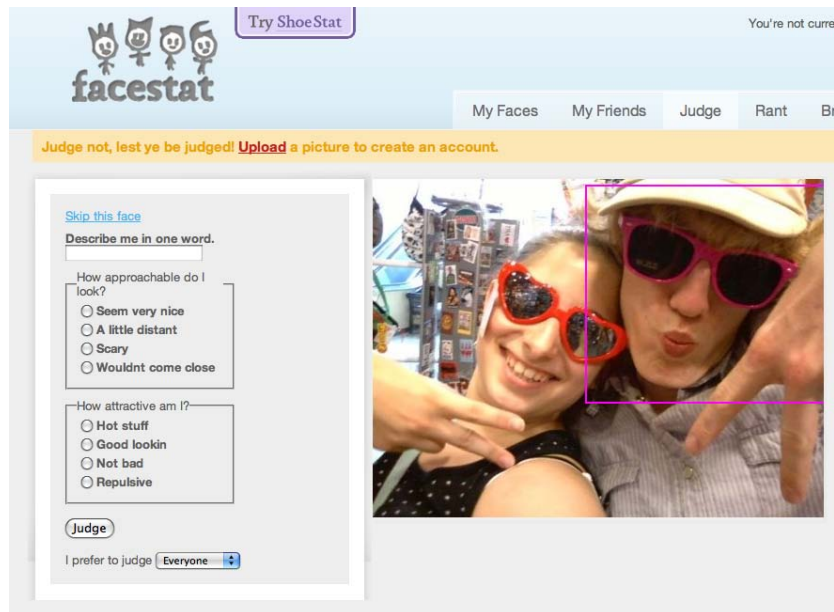 Try ShoeStat
You're not curre
facestat
My Faces My Friends Judge Rant Br
Judge not, lest ye be judged! Upload a picture to create an account.
Skip this face
Describe me in one word.
How approachable do I
look?
Seem very nice
A little distant
Scary
Wouldnt come close
How attractive am I?
Hot stuff
Good lookin
Not bad
Repulsive
Judge
I prefer to judge Everyone